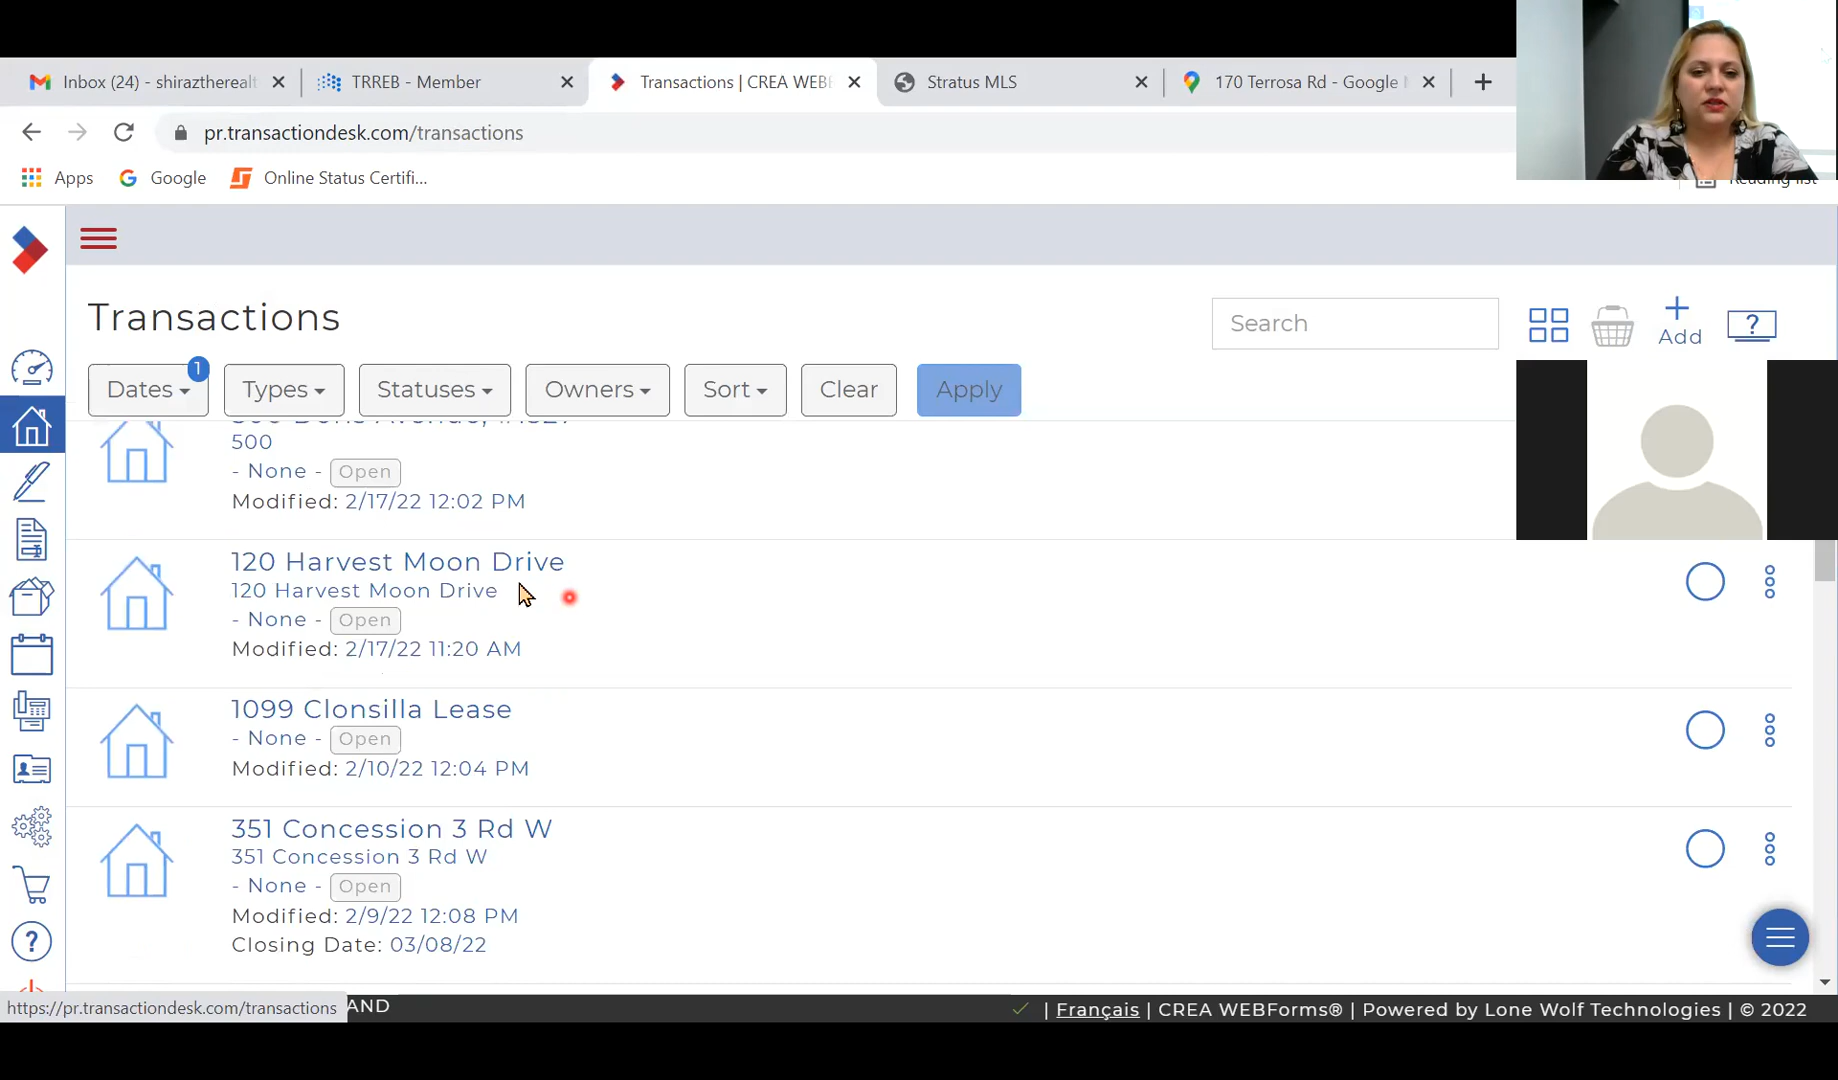 Inbox (24) - shiraztherealt
TRREB - Member
Transactions | CREA WEBF
Stratus MLS
170 Terrosa Rd - Google
pr.transactiondesk.com/transactions
Apps
Google
Online Status Certifi...
Reading list
Transactions
Search
Add
?
Dates
1
Types
Statuses
Owners
Sort
Clear
Apply
500
- None - Open
Modified: 2/17/22 12:02 PM
120 Harvest Moon Drive
120 Harvest Moon Drive
- None - Open
Modified: 2/17/22 11:20 AM
1099 Clonsilla Lease
- None - Open
Modified: 2/10/22 12:04 PM
351 Concession 3 Rd W
351 Concession 3 Rd W
- None - Open
Modified: 2/9/22 12:08 PM
Closing Date: 03/08/22
?
https://pr.transactiondesk.com/transactions
AND
| Français | CREA WEBForms® | Powered by Lone Wolf Technologies | © 2022